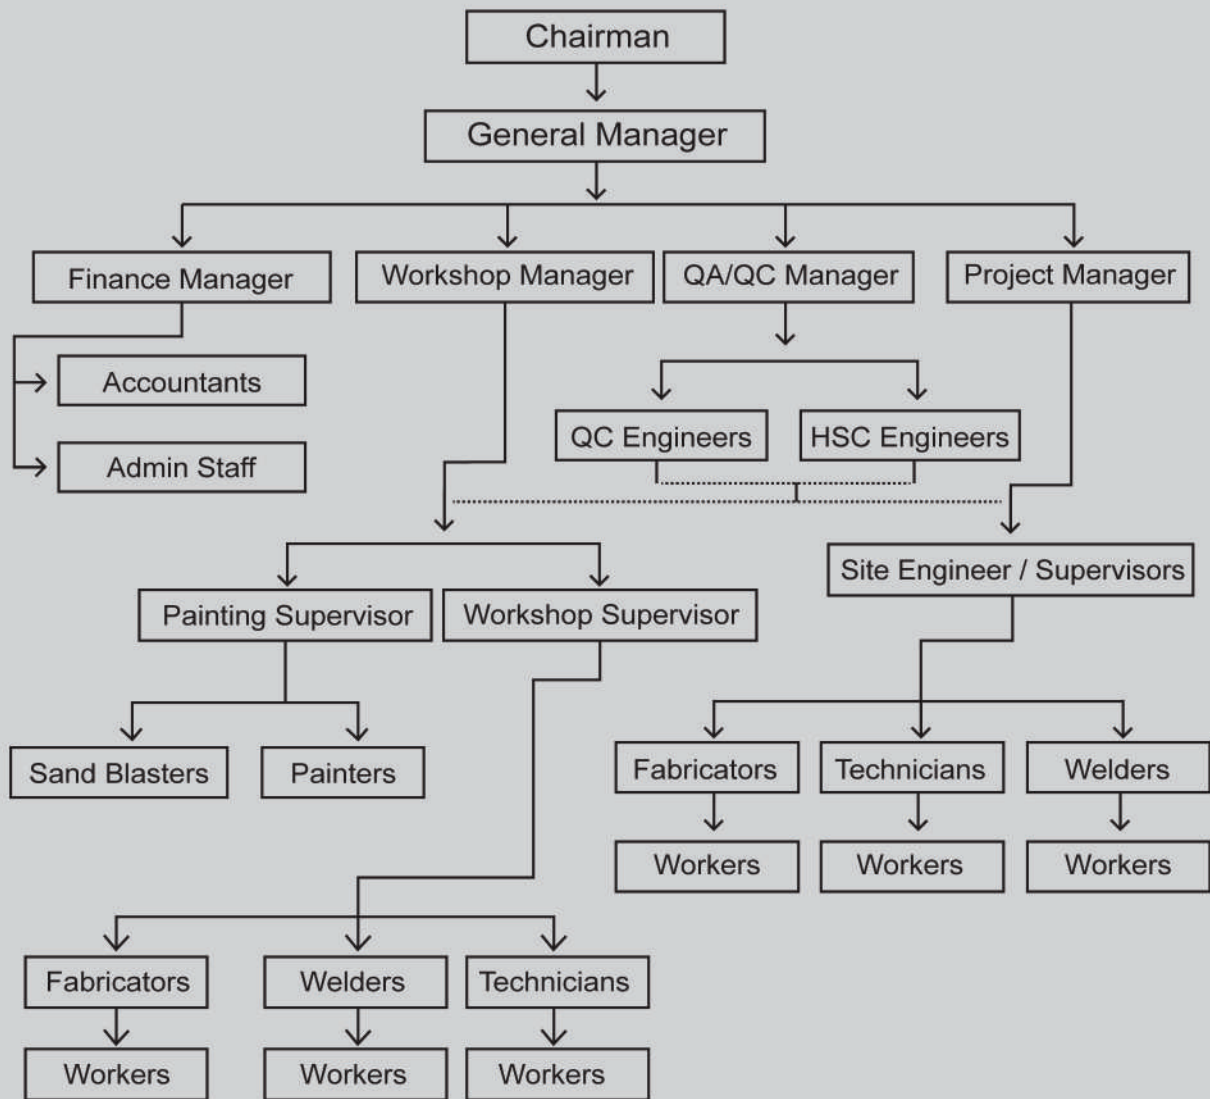 Chairman
General Manager
Finance Manager
Workshop Manager
QA/QC Manager
Project Manager
Accountants
Admin Staff
QC Engineers
HSC Engineers
Site Engineer / Supervisors
Painting Supervisor
Workshop Supervisor
Sand Blasters
Painters
Fabricators
Technicians
Welders
Workers
Workers
Workers
Fabricators
Welders
Technicians
Workers
Workers
Workers